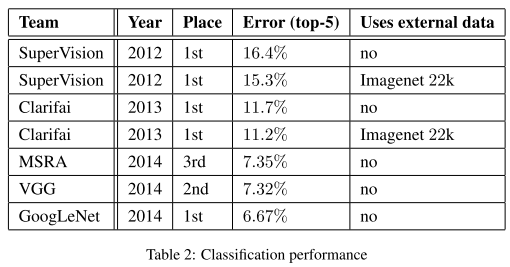 Team Year Place Error (top-5) Uses external data
SuperVision 2012 1st 16.4% no
SuperVision 2012 1st 15.3% Imagenet 22k
Clarifai 2013 1st 11.7% no
Clarifai 2013 1st 11.2% Imagenet 22k
MSRA 2014 3rd 7.35% no
VGG 2014 2nd 7.32% no
GoogLeNet 2014 1st 6.67% no
Table 2: Classification performance